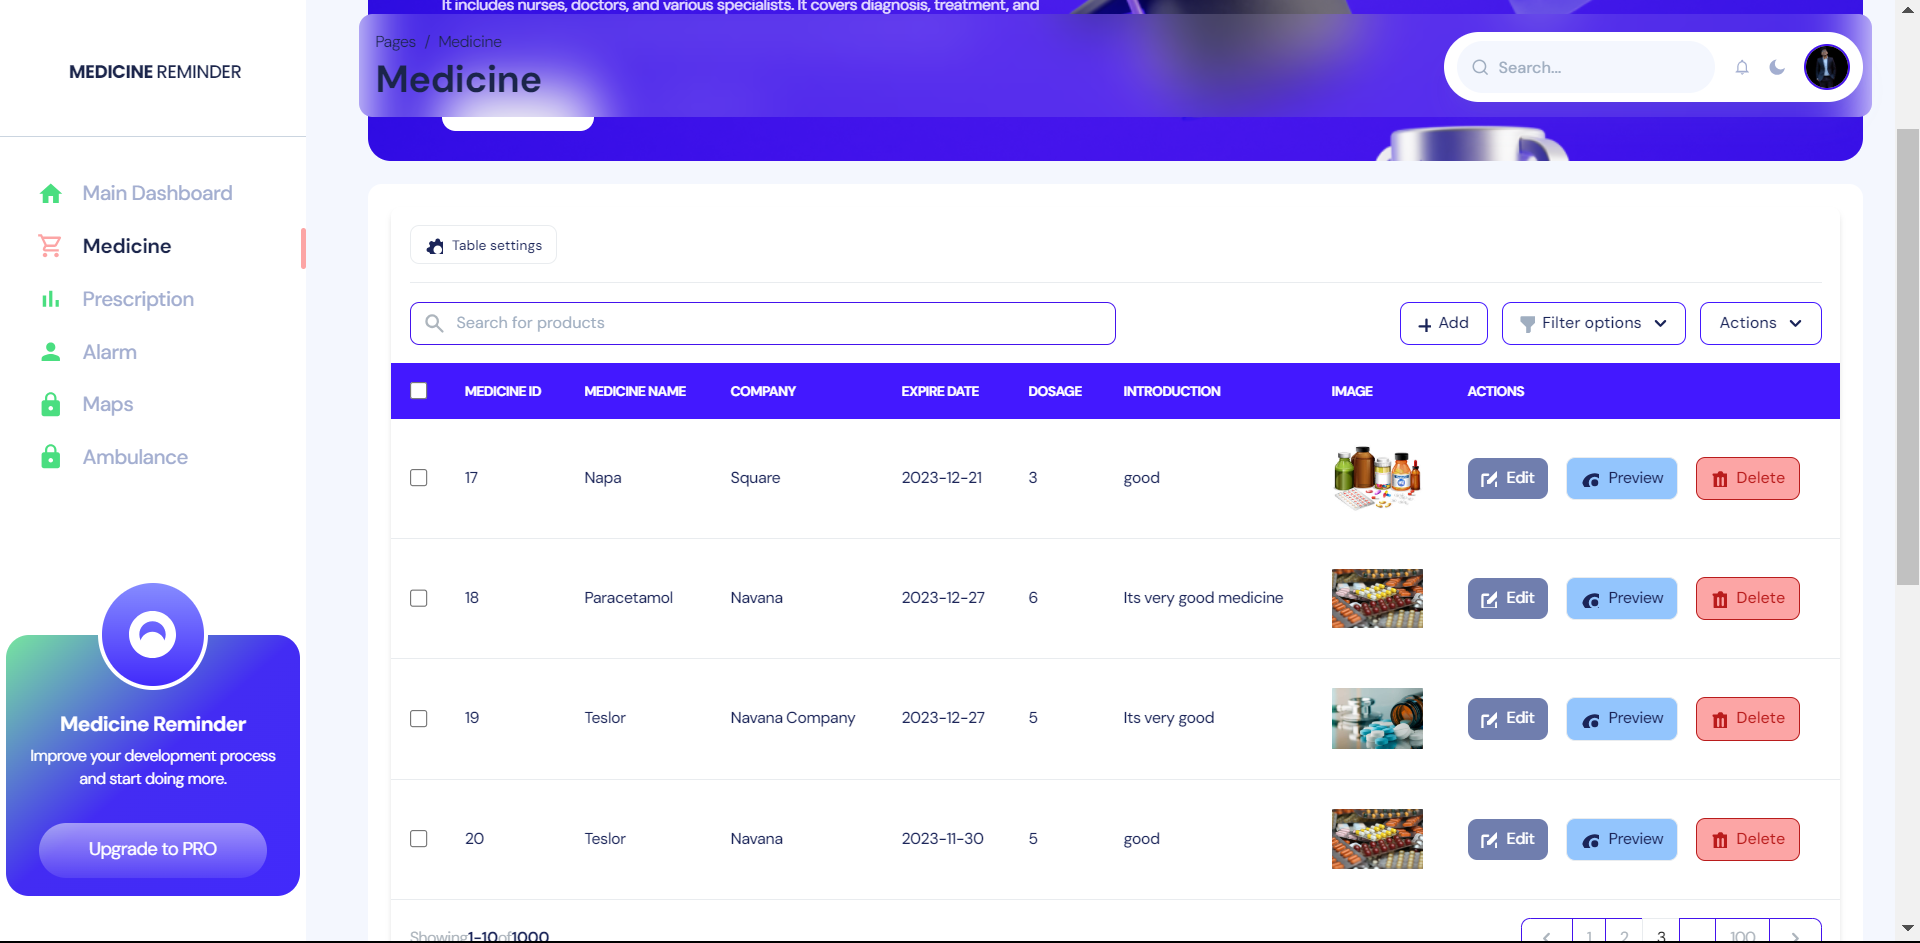 It includes nurses, doctors, and various specialists. It covers diagnosis, treatment, and
MEDICINE REMINDER
Pages / Medicine
Medicine
Search...
Main Dashboard
Medicine
Prescription
Alarm
Maps
Ambulance
Medicine Reminder
Improve your development process
and start doing more.
Upgrade to PRO
Table settings
Search for products
Add
Filter options
Actions
MEDICINE ID MEDICINE NAME COMPANY EXPIRE DATE DOSAGE INTRODUCTION IMAGE ACTIONS
17 Napa Square 2023-12-21 3 good Edit Preview Delete
18 Paracetamol Navana 2023-12-27 6 Its very good medicine Edit Preview Delete
19 Teslor Navana Company 2023-12-27 5 Its very good Edit Preview Delete
20 Teslor Navana 2023-11-30 5 good Edit Preview Delete
Showing1-10of1000
1 2 3 ... 100